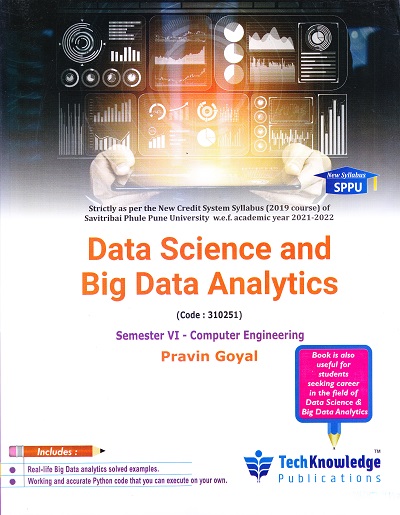 New Syllabus
SPPU
Strictly as per the New Credit System Syllabus (2019 course) of
Savitribai Phule Pune University w.e.f. academic year 2021-2022
Data Science and
Big Data Analytics
(Code : 310251)
Semester VI - Computer Engineering
Pravin Goyal
Book is also
useful for
students
seeking career
in the field of
Data Science &
Big Data Analytics
Includes :
Real-life Big Data analytics solved examples.
Working and accurate Python code that you can execute on your own.
TechKnowledge™
Publications